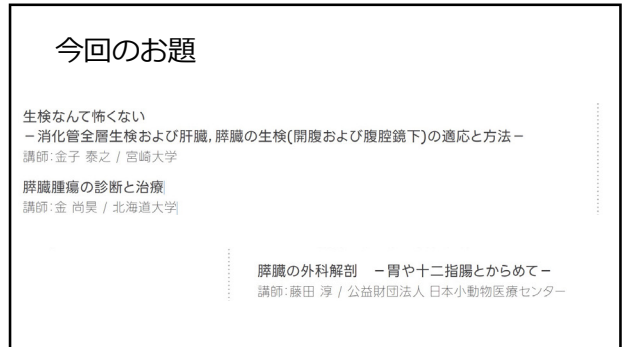 今回のお題
生検なんて怖くない
－消化管全層生検および肝臓,膵臓の生検(開腹および腹腔鏡下)の適応と方法－
講師:金子 泰之 / 宮崎大学
膵臓腫瘍の診断と治療
講師:金 尚昊 / 北海道大学
膵臓の外科解剖　－胃や十二指腸とからめて－
講師:藤田 淳 / 公益財団法人 日本小動物医療センター